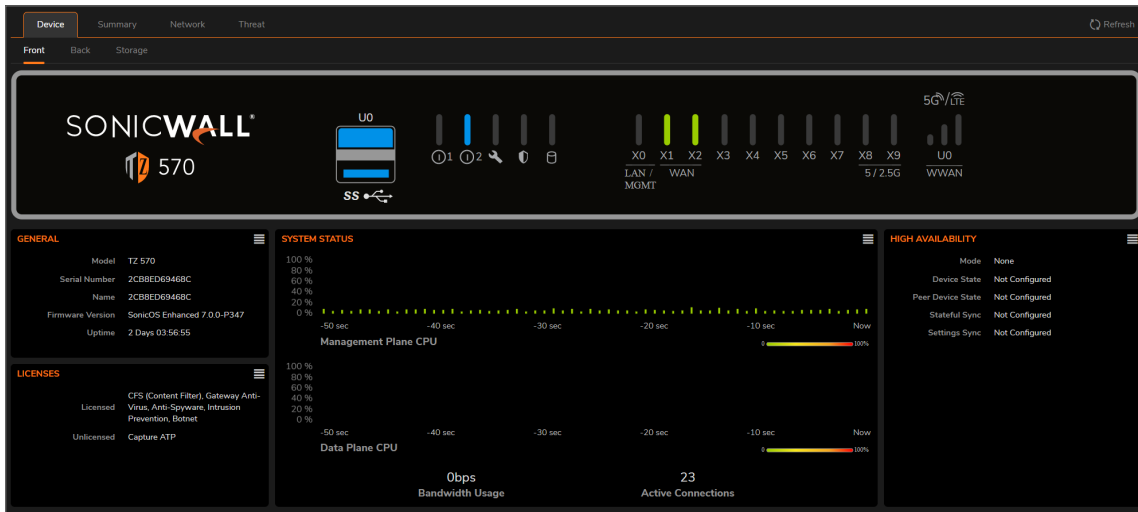 Device Summary Network Threat Refresh
Front Back Storage
SONICWALL®
TZ 570
U0
SS
1 2
5G/LTE
X0 X1 X2 X3 X4 X5 X6 X7 X8 X9 U0
LAN / MGMT WAN 5 / 2.5G WWAN
GENERAL
Model TZ 570
Serial Number 2CB8ED69468C
Name 2CB8ED69468C
Firmware Version SonicOS Enhanced 7.0.0-P347
Uptime 2 Days 03:56:55
LICENSES
Licensed CFS (Content Filter), Gateway Anti-
Virus, Anti-Spyware, Intrusion
Prevention, Botnet
Unlicensed Capture ATP
SYSTEM STATUS
100 %
80 %
60 %
40 %
20 %
0 %
-50 sec -40 sec -30 sec -20 sec -10 sec Now
Management Plane CPU 0 100%
100 %
80 %
60 %
40 %
20 %
0 %
-50 sec -40 sec -30 sec -20 sec -10 sec Now
Data Plane CPU 0 100%
0bps 23
Bandwidth Usage Active Connections
HIGH AVAILABILITY
Mode None
Device State Not Configured
Peer Device State Not Configured
Stateful Sync Not Configured
Settings Sync Not Configured